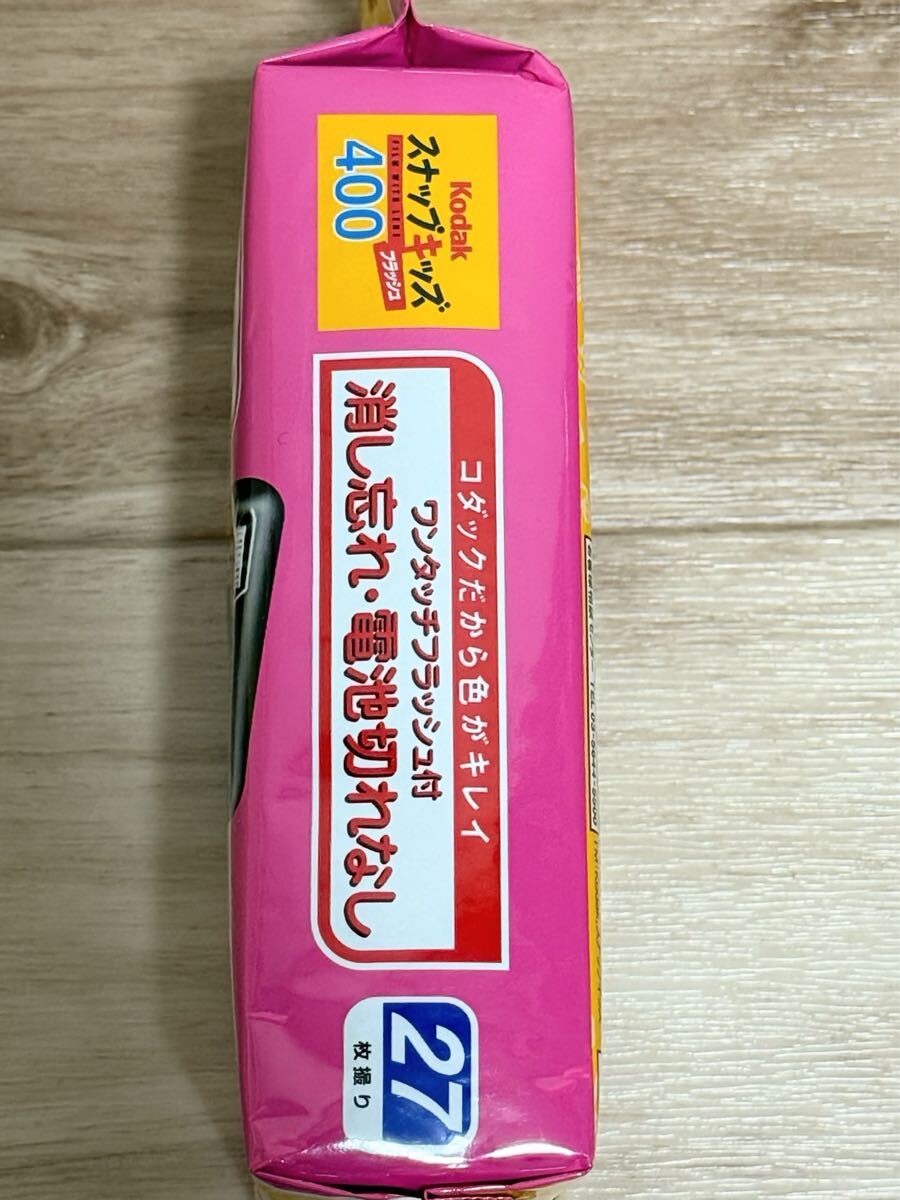 Kodak
スナップキッズ
FILM WITH LENS
フラッシュ
400
コダックだから色がキレイ
ワンタッチフラッシュ付
消し忘れ・電池切れなし
27
枚撮り